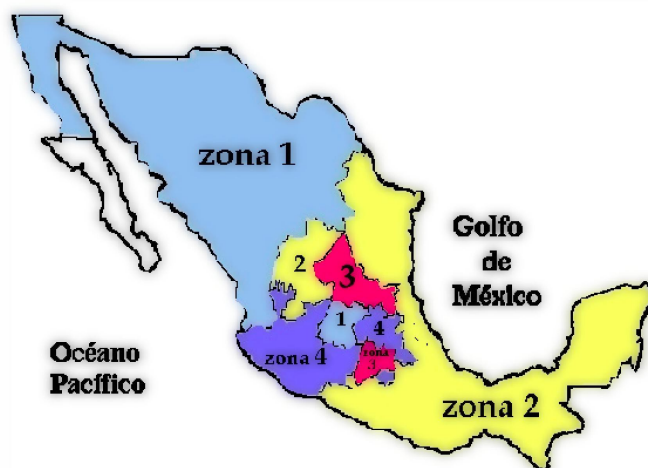 zona 1
Golfo
de
México
2
3
1
4
zona 4
zona
3
Océano
Pacífico
zona 2